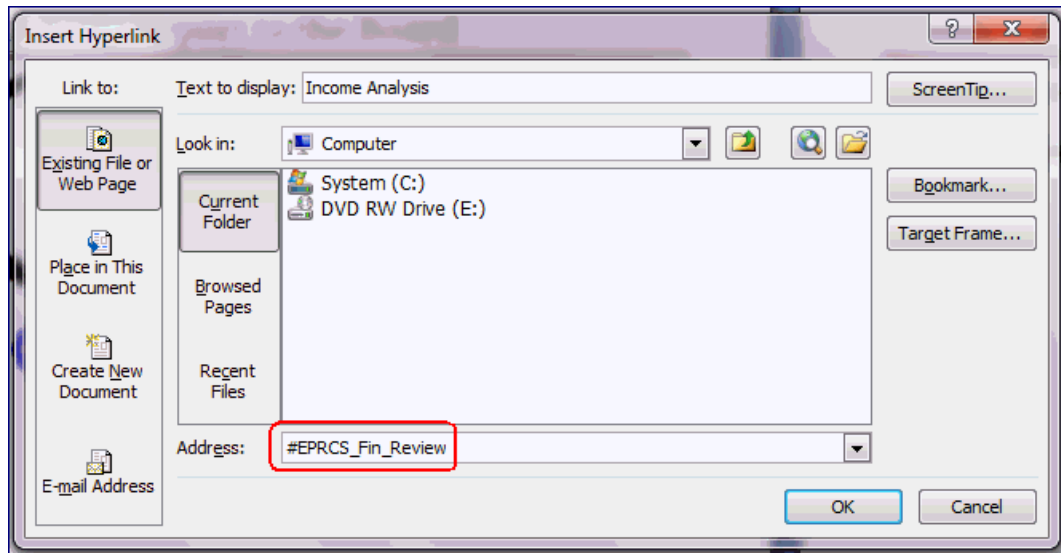 Insert Hyperlink
Link to:
Text to display: Income Analysis
ScreenTip...
Look in: Computer
Existing File or
Web Page
Current
Folder
System (C:)
DVD RW Drive (E:)
Bookmark...
Target Frame...
Place in This
Document
Browsed
Pages
Create New
Document
Recent
Files
Address: #EPRCS_Fin_Review
E-mail Address
OK
Cancel